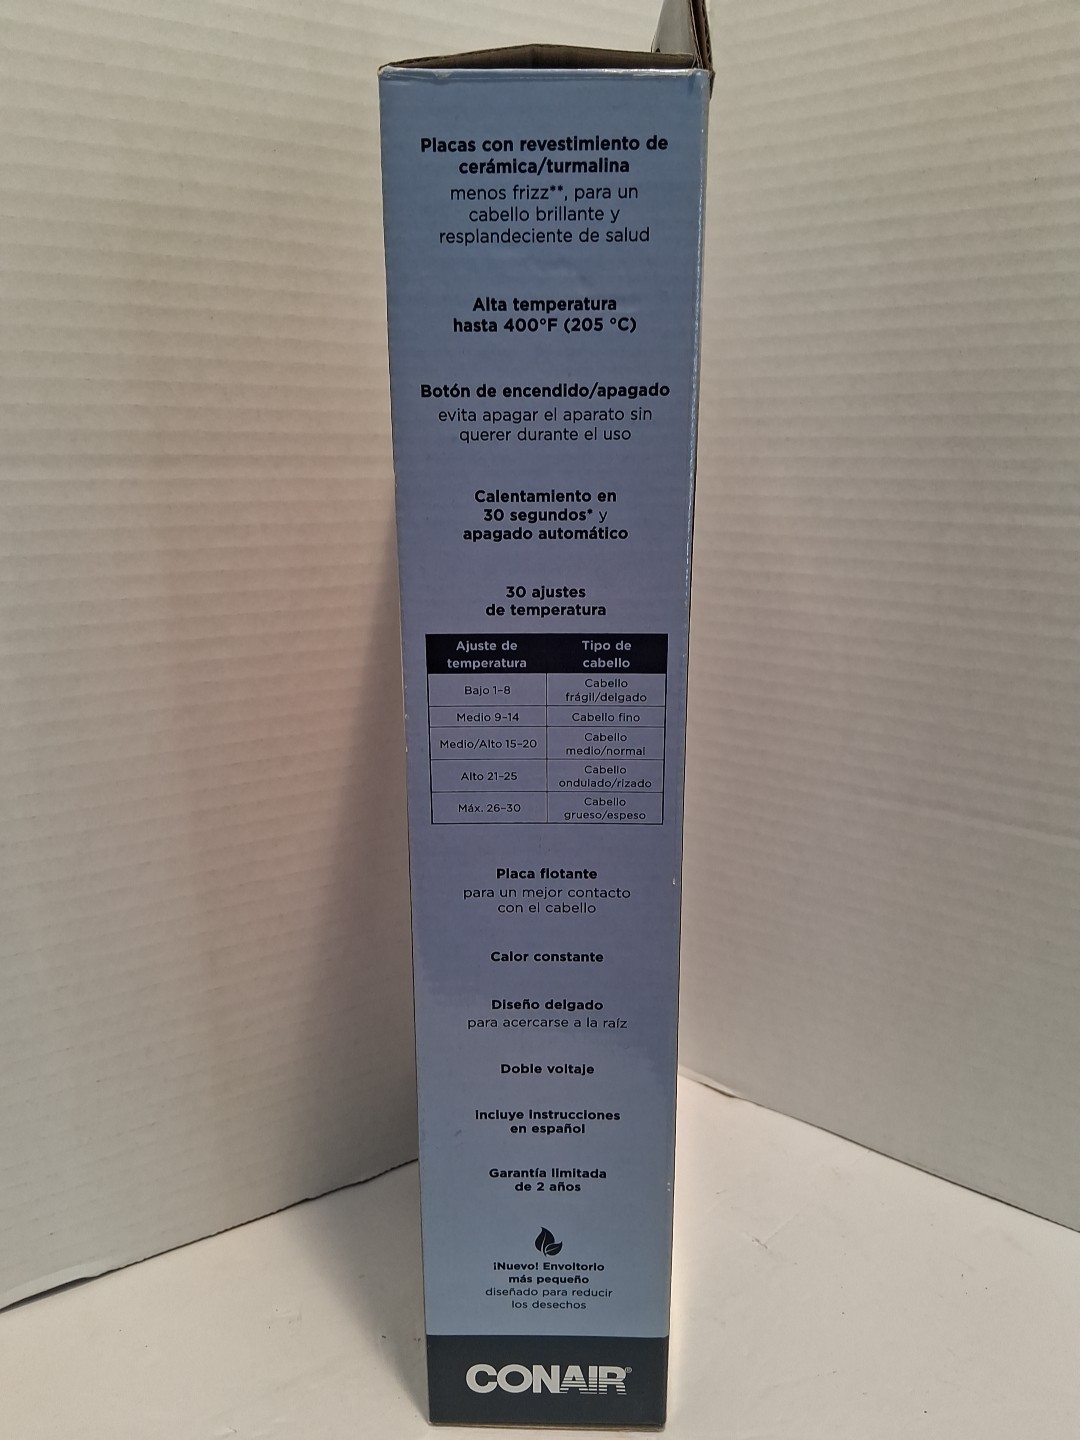 Placas con revestimiento de
cerámica/turmalina
menos frizz**, para un
cabello brillante y
resplandeciente de salud
Alta temperatura
hasta 400°F (205 °C)
Botón de encendido/apagado
evita apagar el aparato sin
querer durante el uso
Calentamiento en
30 segundos* y
apagado automático
30 ajustes
de temperatura
Ajuste de temperatura
Tipo de cabello
Bajo 1–8
Cabello
frágil/delgado
Medio 9–14
Cabello fino
Medio/Alto 15–20
Cabello
medio/normal
Alto 21–25
Cabello
ondulado/rizado
Máx. 26–30
Cabello
grueso/espeso
Placa flotante
para un mejor contacto
con el cabello
Calor constante
Diseño delgado
para acercarse a la raíz
Doble voltaje
Incluye instrucciones
en español
Garantía limitada
de 2 años
¡Nuevo! Envoltorio
más pequeño
diseñado para reducir
los desechos
CONAIR®